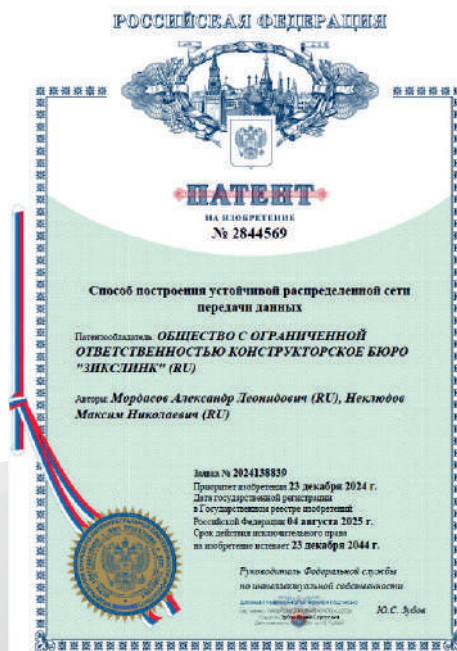 РОССИЙСКАЯ ФЕДЕРАЦИЯ
ПАТЕНТ
НА ИЗОБРЕТЕНИЕ
№ 2844569
Способ построения устойчивой распределенной сети
передачи данных
Патентообладатель: ОБЩЕСТВО С ОГРАНИЧЕННОЙ
ОТВЕТСТВЕННОСТЬЮ КОНСТРУКТОРСКОЕ БЮРО
"ЗИКСЛИНК" (RU)
Авторы: Мордасов Александр Леонидович (RU), Неклюдов
Максим Николаевич (RU)
Заявка № 2024138839
Приоритет изобретения 23 декабря 2024 г.
Дата государственной регистрации
в Государственном реестре изобретений
Российской Федерации 04 августа 2025 г.
Срок действия исключительного права
на изобретение истекает 23 декабря 2044 г.
Руководитель Федеральной службы
по интеллектуальной собственности
Ю.С. Зубов